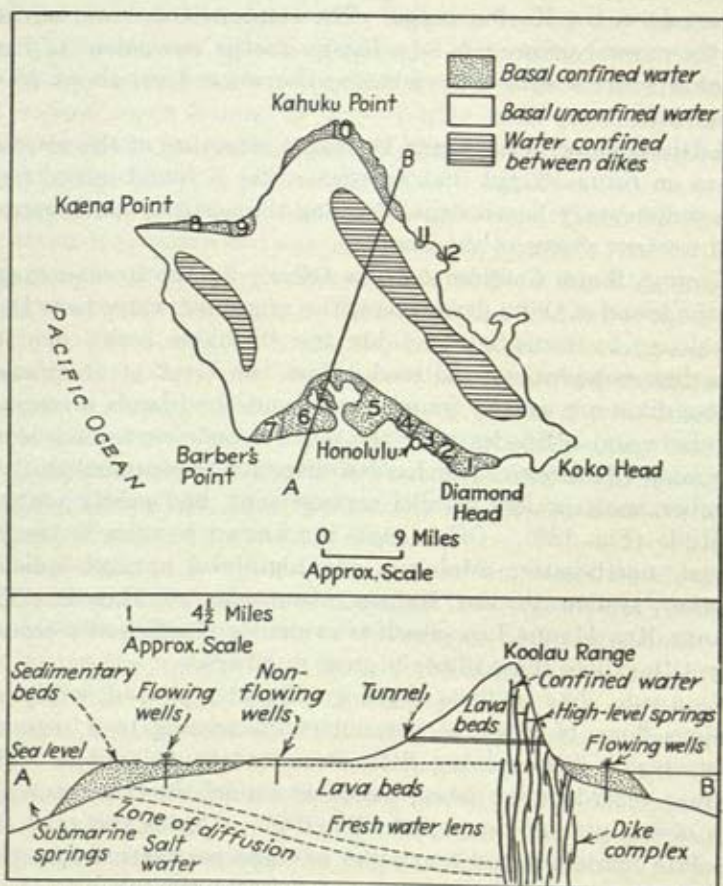 Basal confined water
Basal unconfined water
Water confined
between dikes
Kahuku Point
10
B
Kaena Point
8
9
11
12
PACIFIC OCEAN
7
6
5
4
3
2
1
Barber's
Point
Honolulu
A
Koko Head
Diamond
Head
0 9 Miles
Approx. Scale
1 4½ Miles
Approx. Scale
Koolau Range
Sedimentary
beds
Flowing
wells
Non-
flowing
wells
Tunnel
Confined water
Lava
beds
High-level springs
Flowing wells
Sea level
A
B
Lava beds
Zone of diffusion
Fresh water lens
Submarine
springs
Salt
water
Dike
complex